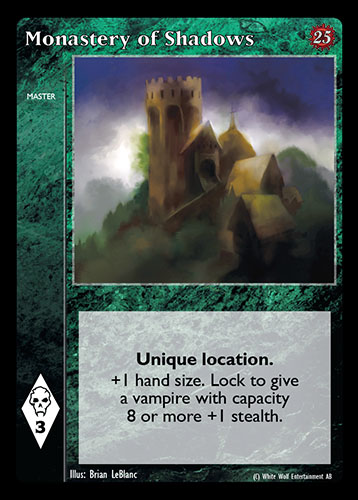 Monastery of Shadows
25
MASTER
Unique location.
+1 hand size. Lock to give
a vampire with capacity
8 or more +1 stealth.
3
Illus: Brian LeBlanc
(C) White Wolf Entertainment AB